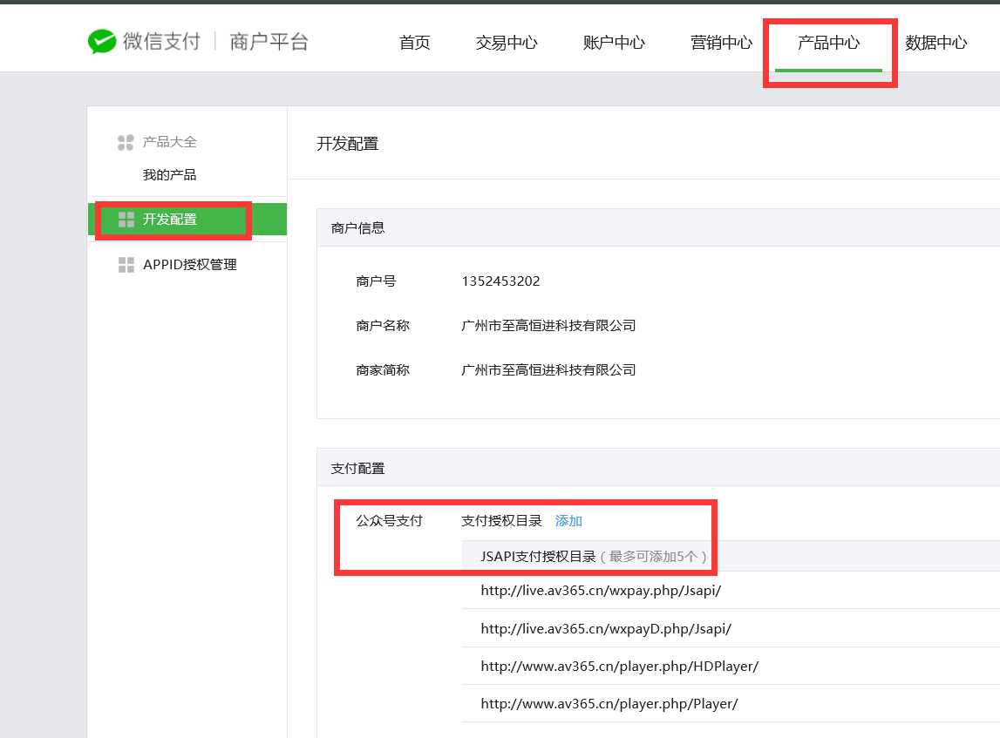 微信支付 商户平台 首页 交易中心 账户中心 营销中心 产品中心 数据中心
产品大全
我的产品
开发配置
APPID授权管理
开发配置
商户信息
商户号 1352453202
商户名称 广州市至高恒进科技有限公司
商家简称 广州市至高恒进科技有限公司
支付配置
公众号支付 支付授权目录 添加
JSAPI支付授权目录 ( 最多可添加5个 )
http://live.av365.cn/wxpay.php/Jsapi/
http://live.av365.cn/wxpayD.php/Jsapi/
http://www.av365.cn/player.php/HDPlayer/
http://www.av365.cn/player.php/Player/